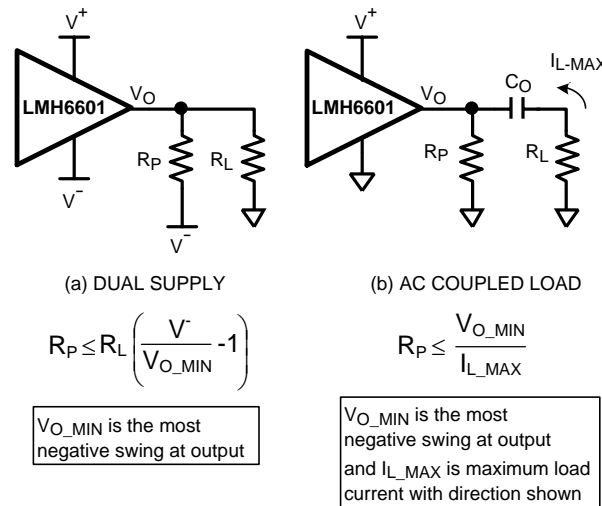 V+
LMH6601
VO
RP
RL
V-
V-
(a) DUAL SUPPLY
RP ≤ RL (V- / VO_MIN -1)
VO_MIN is the most
negative swing at output
V+
IL-MAX
CO
LMH6601
VO
RP
RL
(b) AC COUPLED LOAD
RP ≤ VO_MIN / IL_MAX
VO_MIN is the most
negative swing at output
and IL_MAX is maximum load
current with direction shown